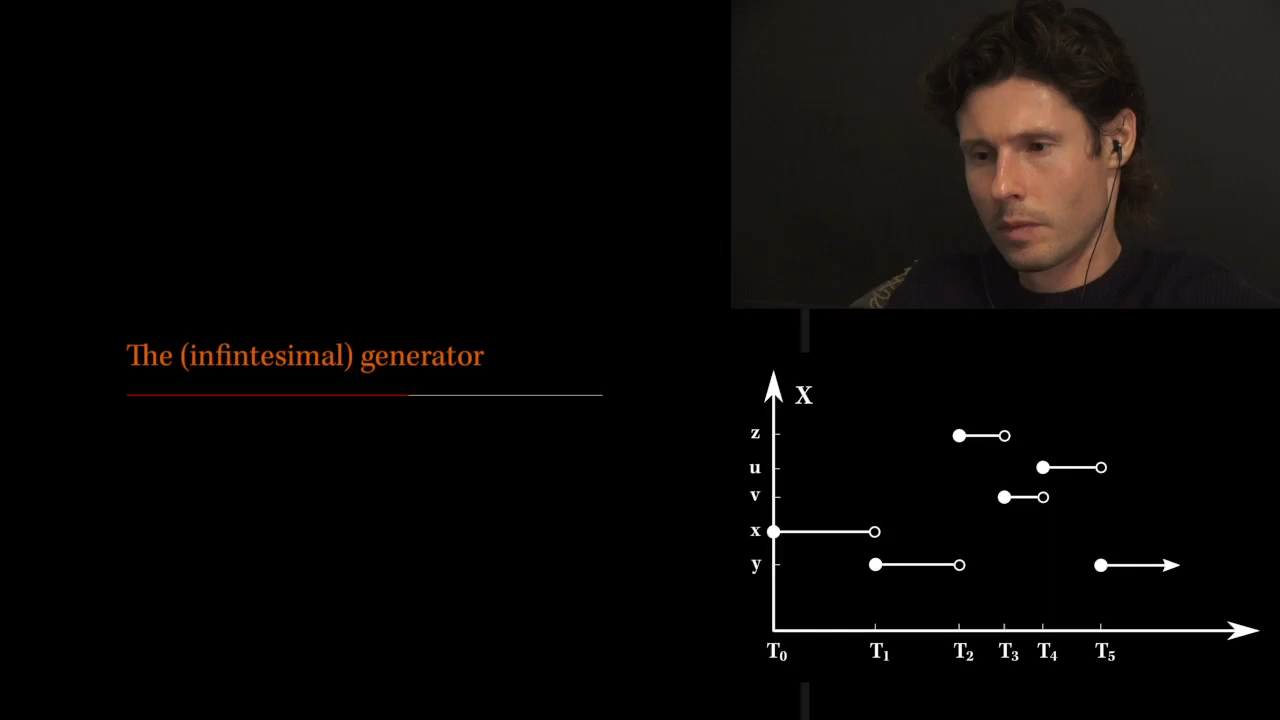 The (infintesimal) generator
X
z
u
v
x
y
T₀ T₁ T₂ T₃ T₄ T₅